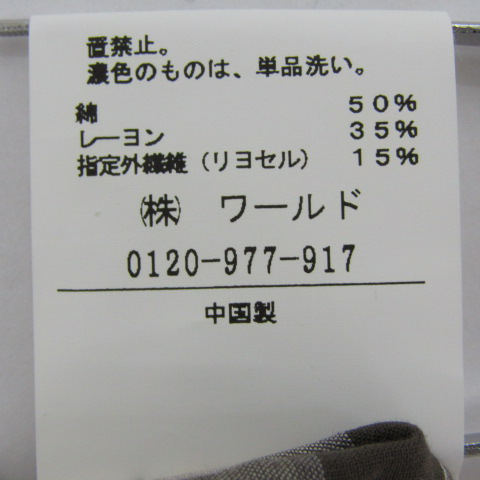 置禁止。
濃色のものは、単品洗い。
綿 50%
レーヨン 35%
指定外繊維（リヨセル） 15%
㈱ ワールド
0120-977-917
中国製